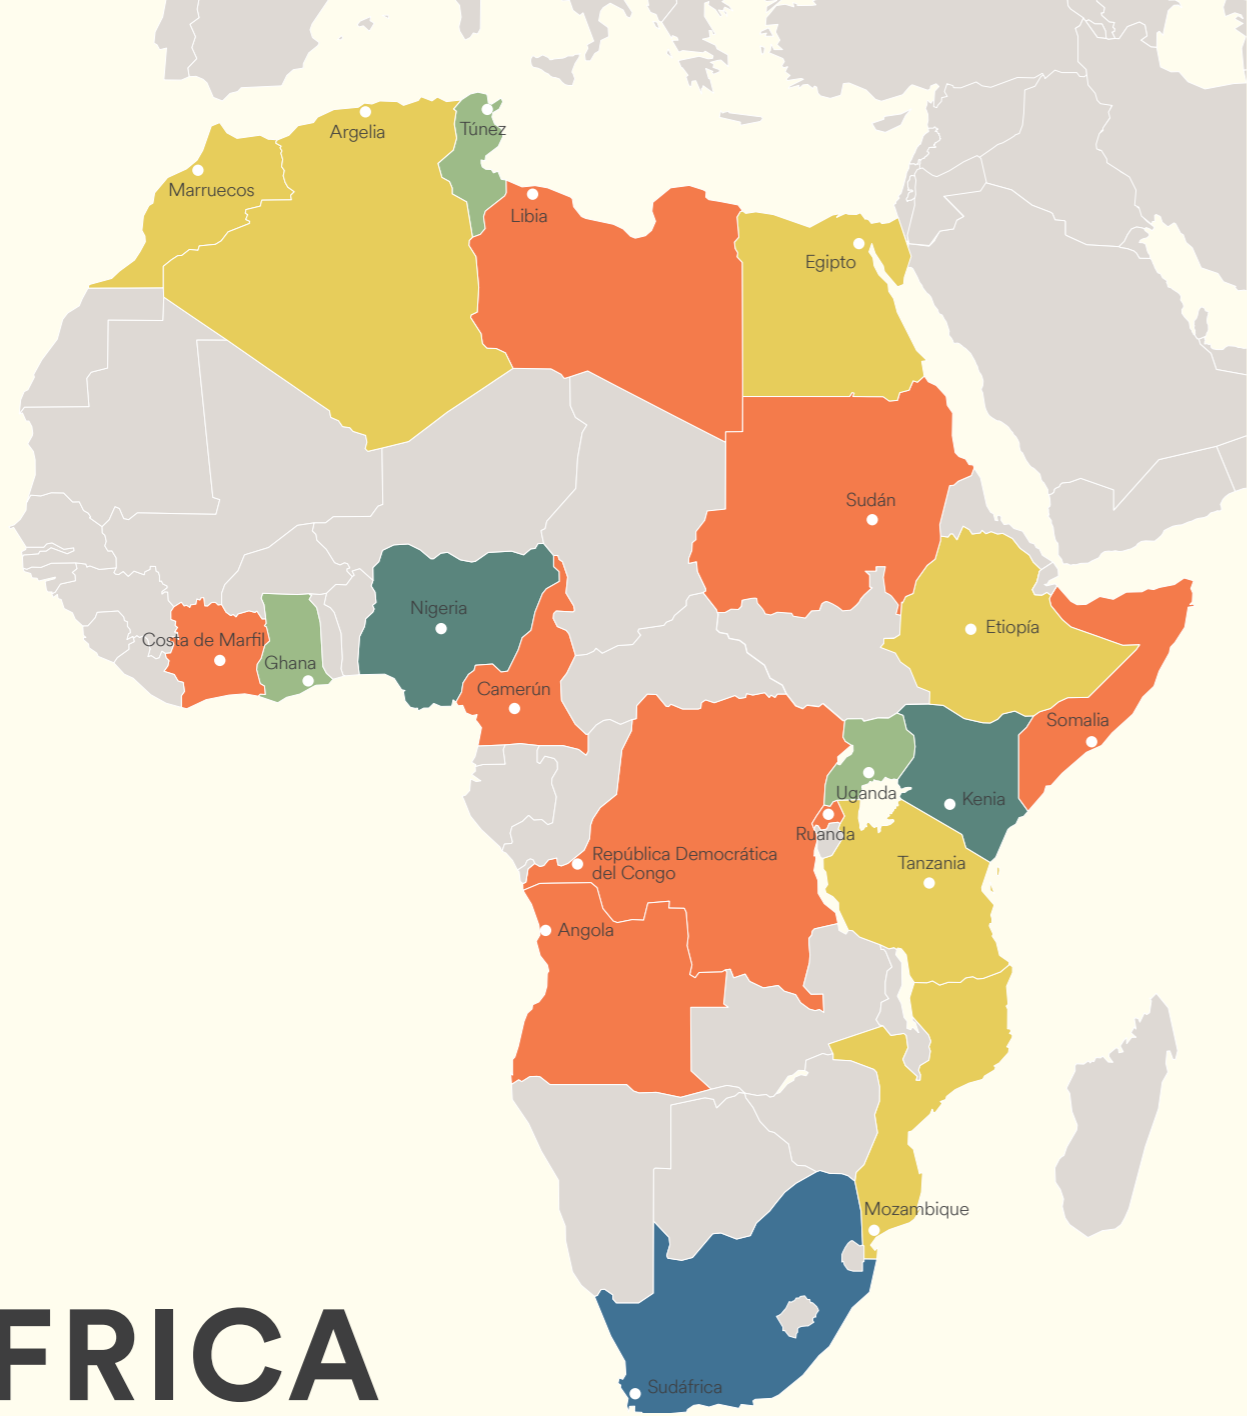 Argelia
Túnez
Marruecos
Libia
Egipto
Sudán
Nigeria
Etiopía
Costa de Marfil
Ghana
Camerún
Somalia
Uganda
Kenia
Ruanda
República Democrática
del Congo
Tanzania
Angola
Mozambique
FRICA
Sudáfrica